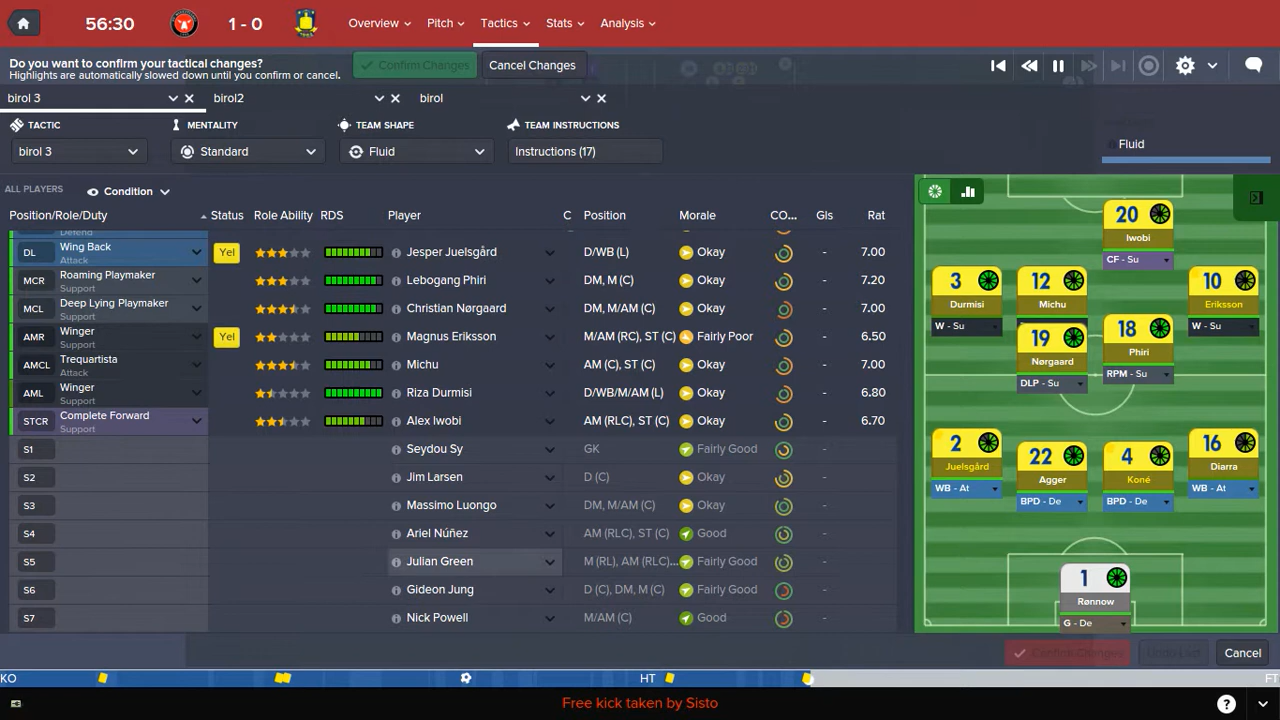 56:30
1 - 0
Overview
Pitch
Tactics
Stats
Analysis
Do you want to confirm your tactical changes?
Highlights are automatically slowed down until you confirm or cancel.
Confirm Changes
Cancel Changes
birol 3
birol2
birol
TACTIC
MENTALITY
TEAM SHAPE
TEAM INSTRUCTIONS
birol 3
Standard
Fluid
Instructions (17)
Fluid
ALL PLAYERS
Condition
Position/Role/Duty Status Role Ability RDS Player C Position Morale CO... Gls Rat
Defend
DL Wing Back Attack Yel Jesper Juelsgård D/WB (L) Okay - 7.00
MCR Roaming Playmaker Support Lebogang Phiri DM, M (C) Okay - 7.20
MCL Deep Lying Playmaker Support Christian Nørgaard DM, M/AM (C) Okay - 7.00
AMR Winger Support Yel Magnus Eriksson M/AM (RC), ST (C) Fairly Poor - 6.50
AMCL Trequartista Attack Michu AM (C), ST (C) Okay - 7.00
AML Winger Support Riza Durmisi D/WB/M/AM (L) Okay - 6.80
STCR Complete Forward Support Alex Iwobi AM (RLC), ST (C) Okay - 6.70
S1 Seydou Sy GK Fairly Good -
S2 Jim Larsen D (C) Okay -
S3 Massimo Luongo DM, M/AM (C) Okay -
S4 Ariel Núñez AM (RLC), ST (C) Good -
S5 Julian Green M (RL), AM (RLC)... Fairly Good -
S6 Gideon Jung D (C), DM, M (C) Fairly Good -
S7 Nick Powell M/AM (C) Good -
20
Iwobi
CF - Su
3 12 10
Durmisi Michu Eriksson
W - Su W - Su
19 18
Nørgaard Phiri
DLP - Su RPM - Su
2 22 4 16
Juelsgård Agger Koné Diarra
WB - At BPD - De BPD - De WB - At
1
Rønnow
G - De
Confirm Changes
Undo Last
Cancel
KO
HT
FT
Free kick taken by Sisto
?